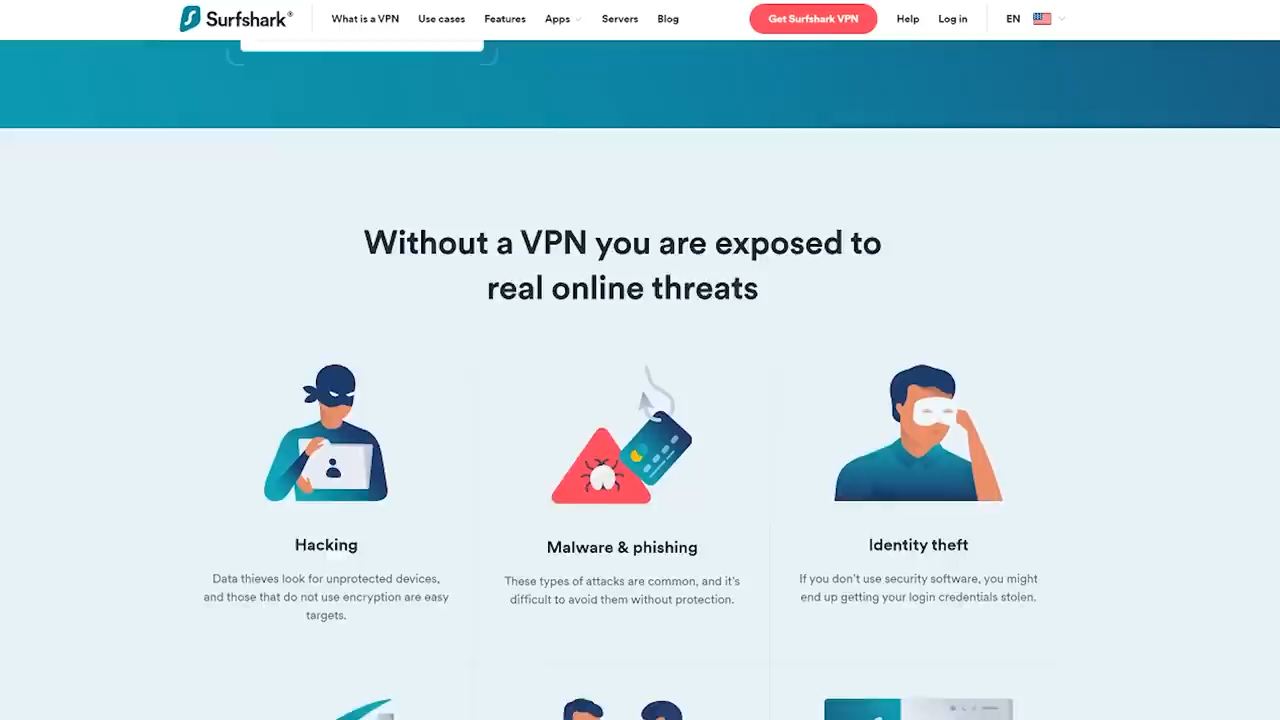 Surfshark®
What is a VPN
Use cases
Features
Apps
Servers
Blog
Get Surfshark VPN
Help
Log in
EN
Without a VPN you are exposed to
real online threats
Hacking
Data thieves look for unprotected devices,
and those that do not use encryption are easy
targets.
Malware & phishing
These types of attacks are common, and it's
difficult to avoid them without protection.
Identity theft
If you don't use security software, you might
end up getting your login credentials stolen.